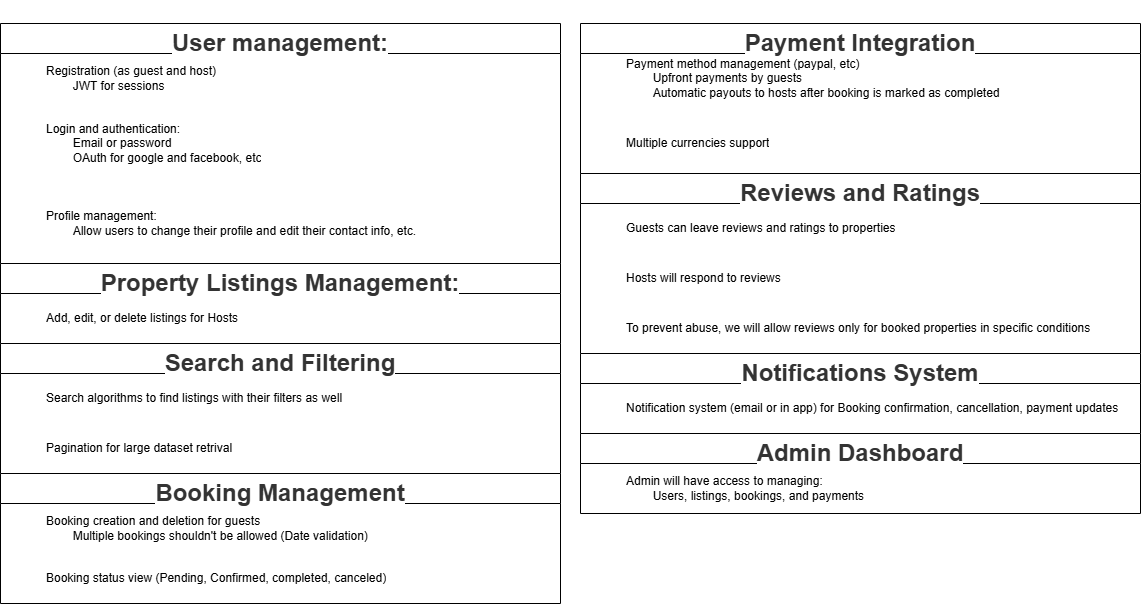 User management:
Registration (as guest and host)
JWT for sessions
Login and authentication:
Email or password
OAuth for google and facebook, etc
Profile management:
Allow users to change their profile and edit their contact info, etc.
Property Listings Management:
Add, edit, or delete listings for Hosts
Search and Filtering
Search algorithms to find listings with their filters as well
Pagination for large dataset retrival
Booking Management
Booking creation and deletion for guests
Multiple bookings shouldn't be allowed (Date validation)
Booking status view (Pending, Confirmed, completed, canceled)
Payment Integration
Payment method management (paypal, etc)
Upfront payments by guests
Automatic payouts to hosts after booking is marked as completed
Multiple currencies support
Reviews and Ratings
Guests can leave reviews and ratings to properties
Hosts will respond to reviews
To prevent abuse, we will allow reviews only for booked properties in specific conditions
Notifications System
Notification system (email or in app) for Booking confirmation, cancellation, payment updates
Admin Dashboard
Admin will have access to managing:
Users, listings, bookings, and payments